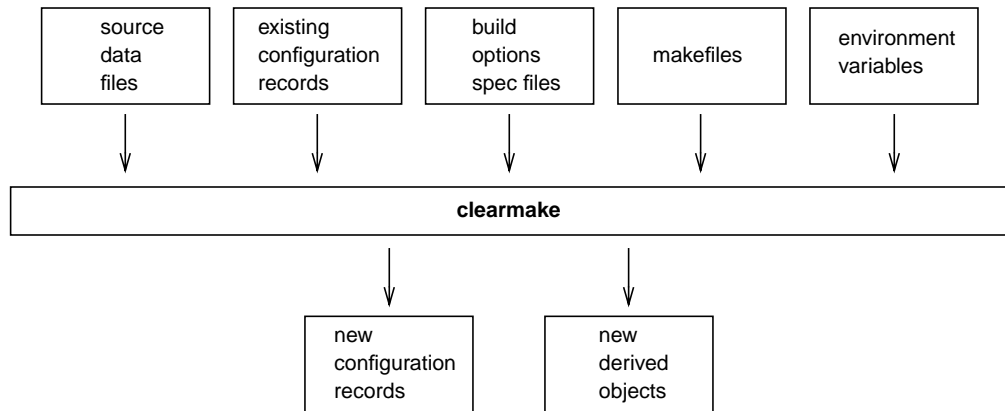 source
data
files
existing
configuration
records
build
options
spec files
makefiles
environment
variables
clearmake
new
configuration
records
new
derived
objects